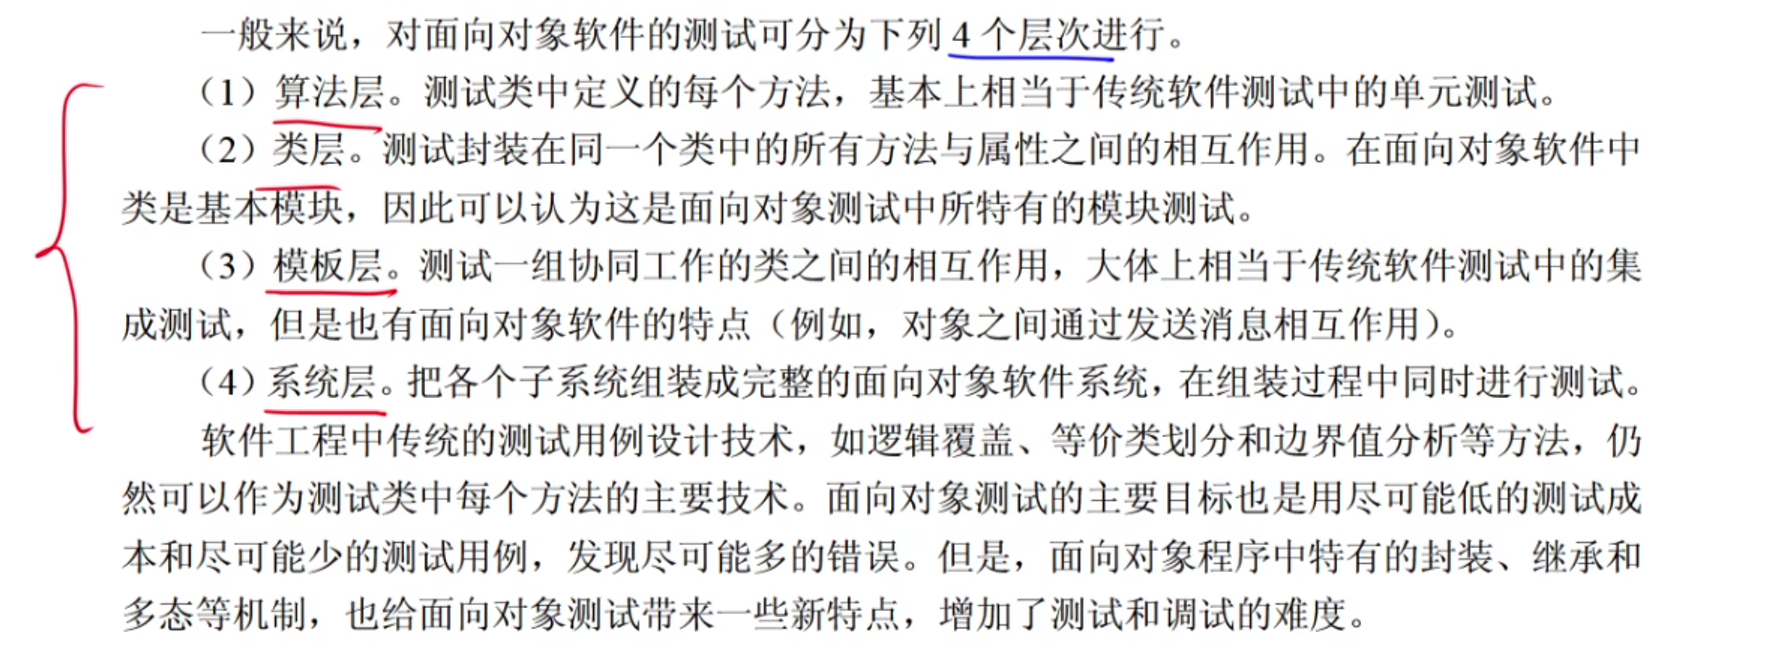 一般来说，对面向对象软件的测试可分为下列 4 个层次进行。
（1）算法层。测试类中定义的每个方法，基本上相当于传统软件测试中的单元测试。
（2）类层。测试封装在同一个类中的所有方法与属性之间的相互作用。在面向对象软件中
类是基本模块，因此可以认为这是面向对象测试中所特有的模块测试。
（3）模板层。测试一组协同工作的类之间的相互作用，大体上相当于传统软件测试中的集
成测试，但是也有面向对象软件的特点（例如，对象之间通过发送消息相互作用）。
（4）系统层。把各个子系统组装成完整的面向对象软件系统，在组装过程中同时进行测试。
软件工程中传统的测试用例设计技术，如逻辑覆盖、等价类划分和边界值分析等方法，仍
然可以作为测试类中每个方法的主要技术。面向对象测试的主要目标也是用尽可能低的测试成
本和尽可能少的测试用例，发现尽可能多的错误。但是，面向对象程序中特有的封装、继承和
多态等机制，也给面向对象测试带来一些新特点，增加了测试和调试的难度。